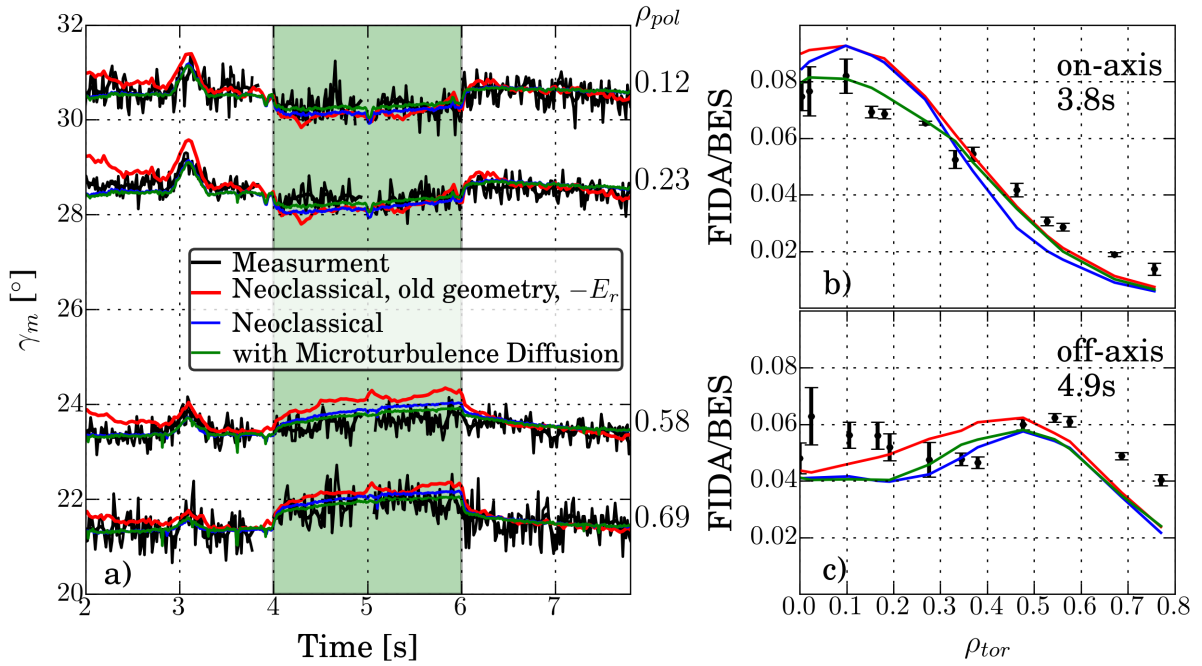 ρpol
32
30
28
26
24
22
20
γm [°]
0.12
0.23
0.58
0.69
Measurment
Neoclassical, old geometry, −Er
Neoclassical
with Microturbulence Diffusion
a)
2 3 4 5 6 7
Time [s]
FIDA/BES
0.08
0.06
0.04
0.02
on-axis
3.8s
b)
FIDA/BES
0.08
0.06
0.04
0.02
off-axis
4.9s
c)
0.0 0.1 0.2 0.3 0.4 0.5 0.6 0.7 0.8
ρtor